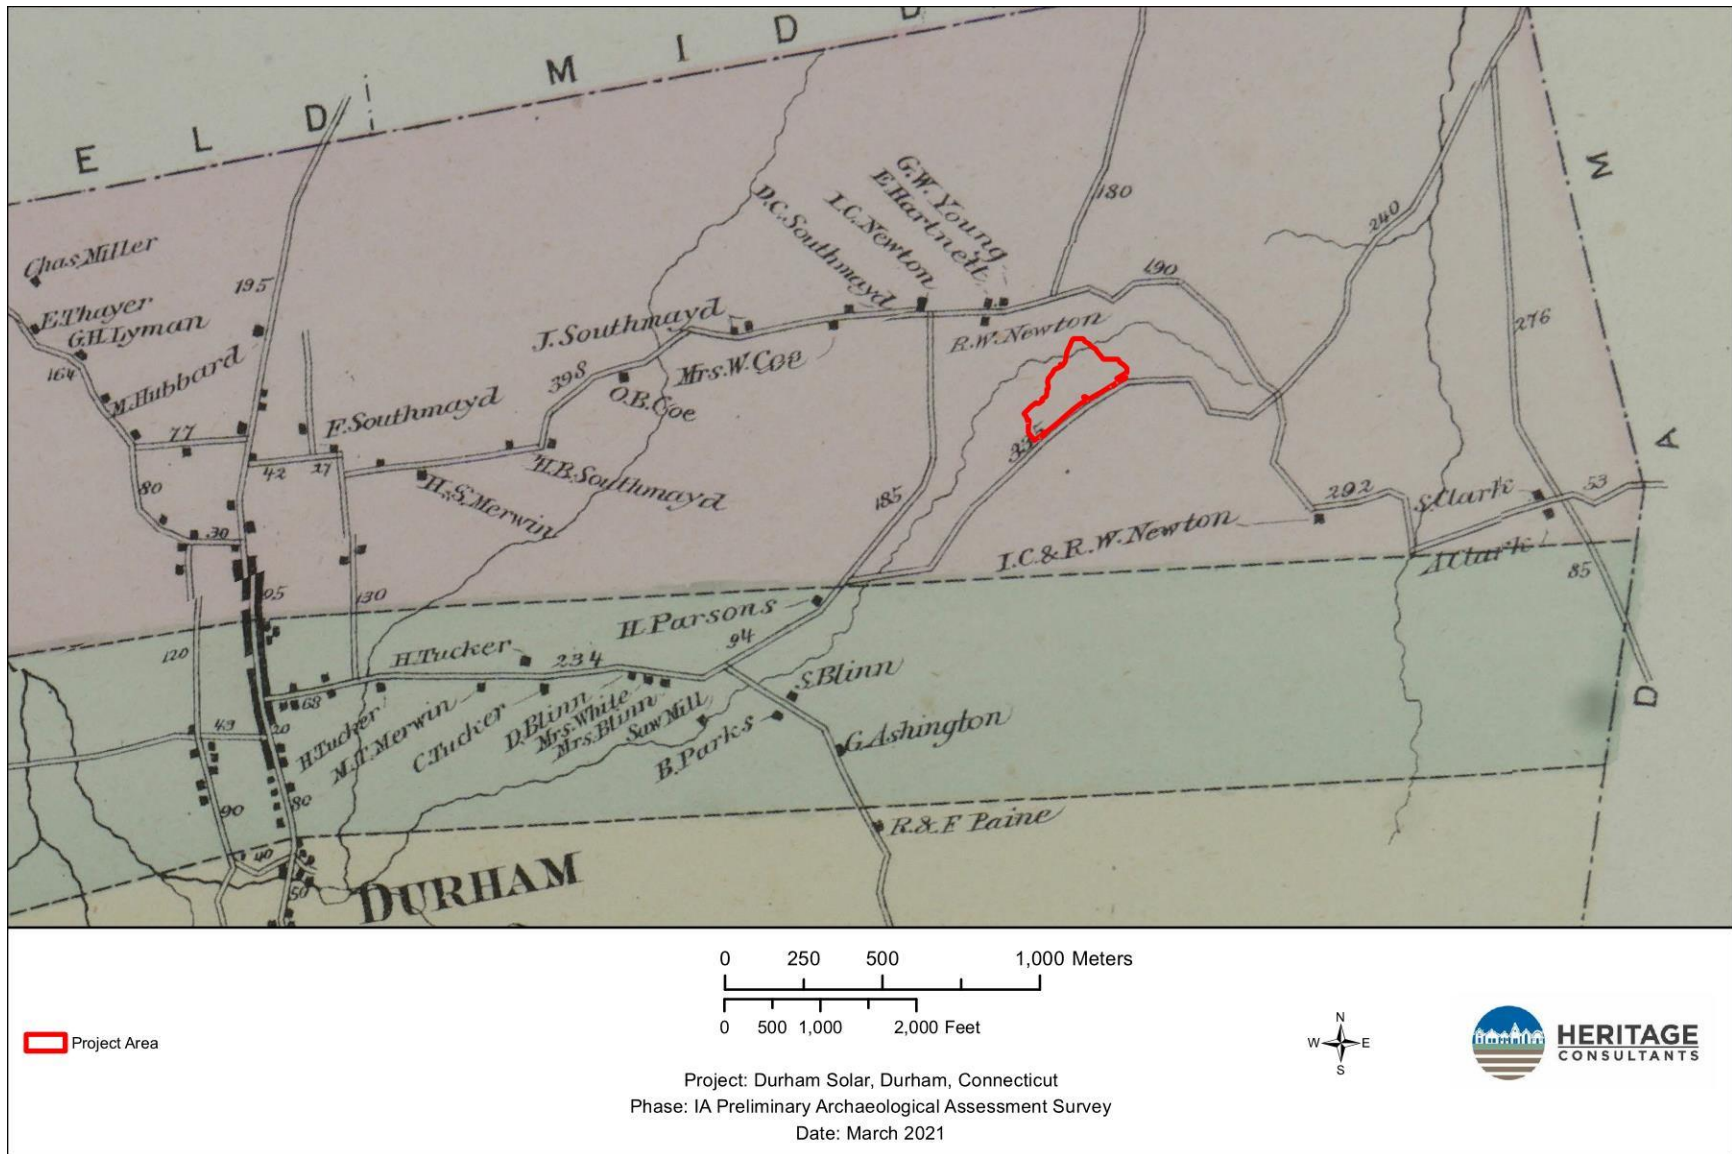 E L D M I D D
M
A
D
Chas. Miller
E. Thayer
G.H. Lyman
164
M. Hubbard
195
77
80
30
42
27
F. Southmayd
H.S. Merwin
H.B. Southmayd
398
J. Southmayd
O.B. Coe
Mrs. W. Coe
D.C. Southmayd
I.C. Newton
G.W. Young
E. Hartnett
R.W. Newton
180
190
240
276
335
185
292
S. Clark
53
A. Clark
85
I.C. & R.W. Newton
95
130
120
H. Parsons
94
H. Tucker
234
68
49
20
H. Tucker
M.T. Merwin
C. Tucker
D. Blinn
Mrs. White
Mrs. Blinn
Saw Mill
S. Blinn
B. Parks
G. Ashington
90
80
R. & F. Paine
40
50
DURHAM
0 250 500 1,000 Meters
0 500 1,000 2,000 Feet
Project Area
N
W E
S
HERITAGE
CONSULTANTS
Project: Durham Solar, Durham, Connecticut
Phase: IA Preliminary Archaeological Assessment Survey
Date: March 2021